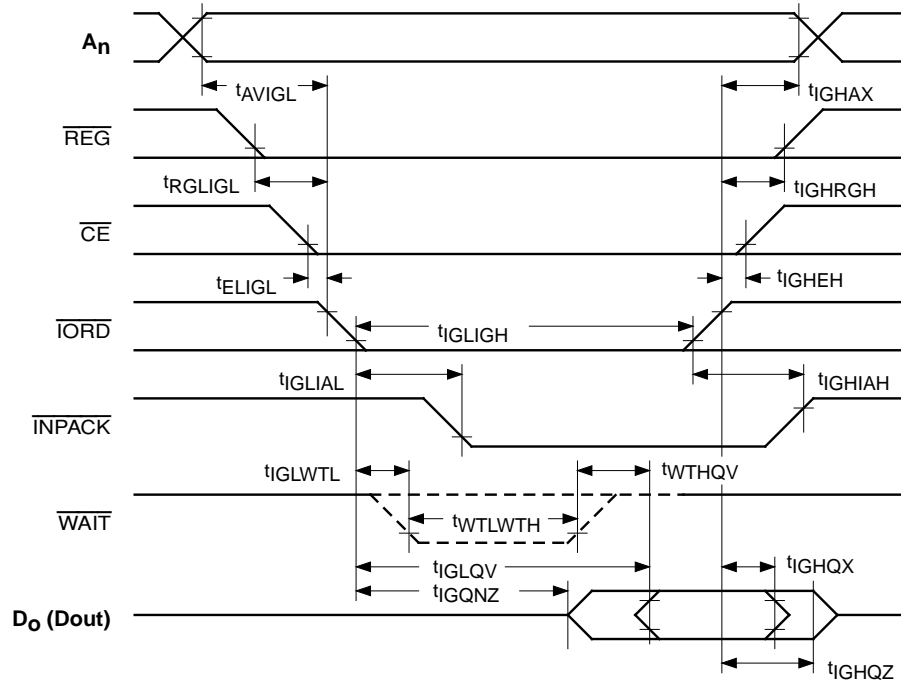 An
tAVIGL
tIGHAX
REG
tRGLIGL
tIGHRGH
CE
tELIGL
tIGHEH
IORD
tIGLIGH
tIGLIAL
tIGHIAH
INPACK
tIGLWTL
tWTHQV
WAIT
tWTLWTH
tIGLQV
tIGHQX
tIGQNZ
Do (Dout)
tIGHQZ